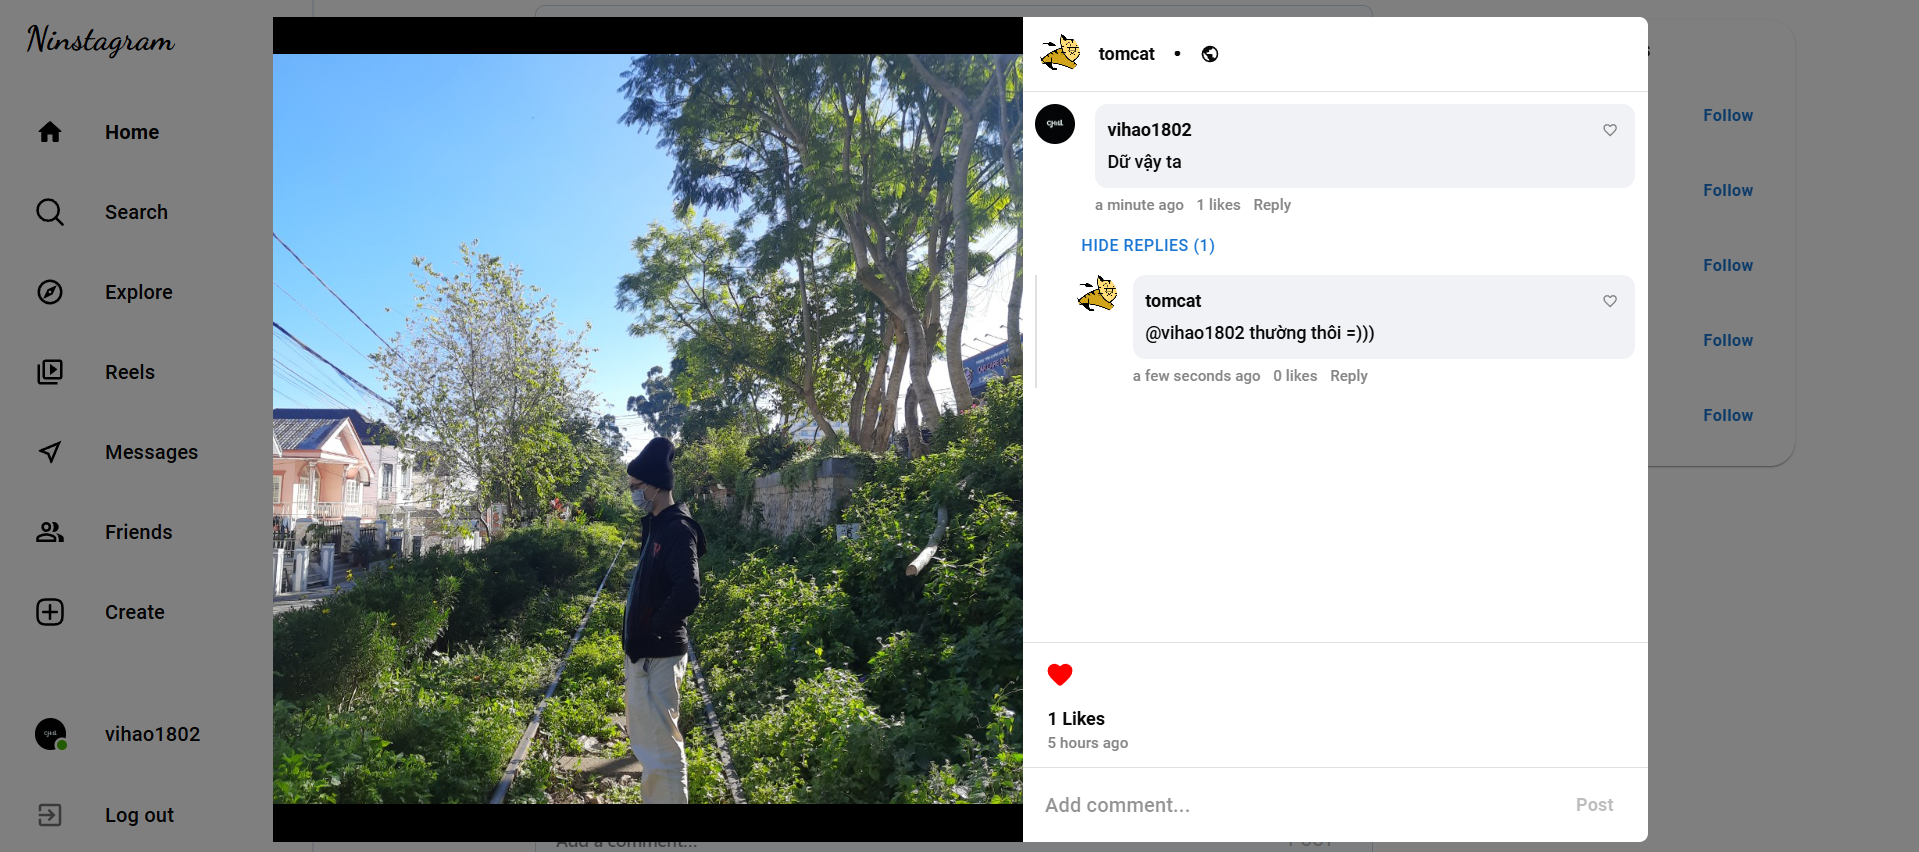 Ninstagram
Home
Search
Explore
Reels
Messages
Friends
Create
vihao1802
Log out
tomcat •
vihao1802
Dữ vậy ta
a minute ago 1 likes Reply
HIDE REPLIES (1)
tomcat
@vihao1802 thường thôi =)))
a few seconds ago 0 likes Reply
1 Likes
5 hours ago
Add comment...
Post
Follow
Follow
Follow
Follow
Follow
Add a comment...